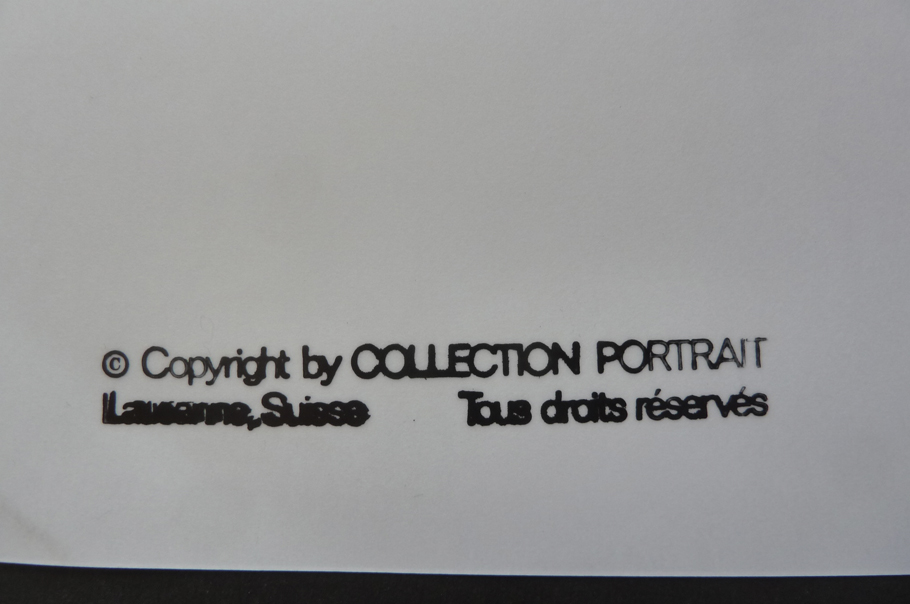 © Copyright by COLLECTION PORTRAIT
Lausanne, Suisse Tous droits réservés